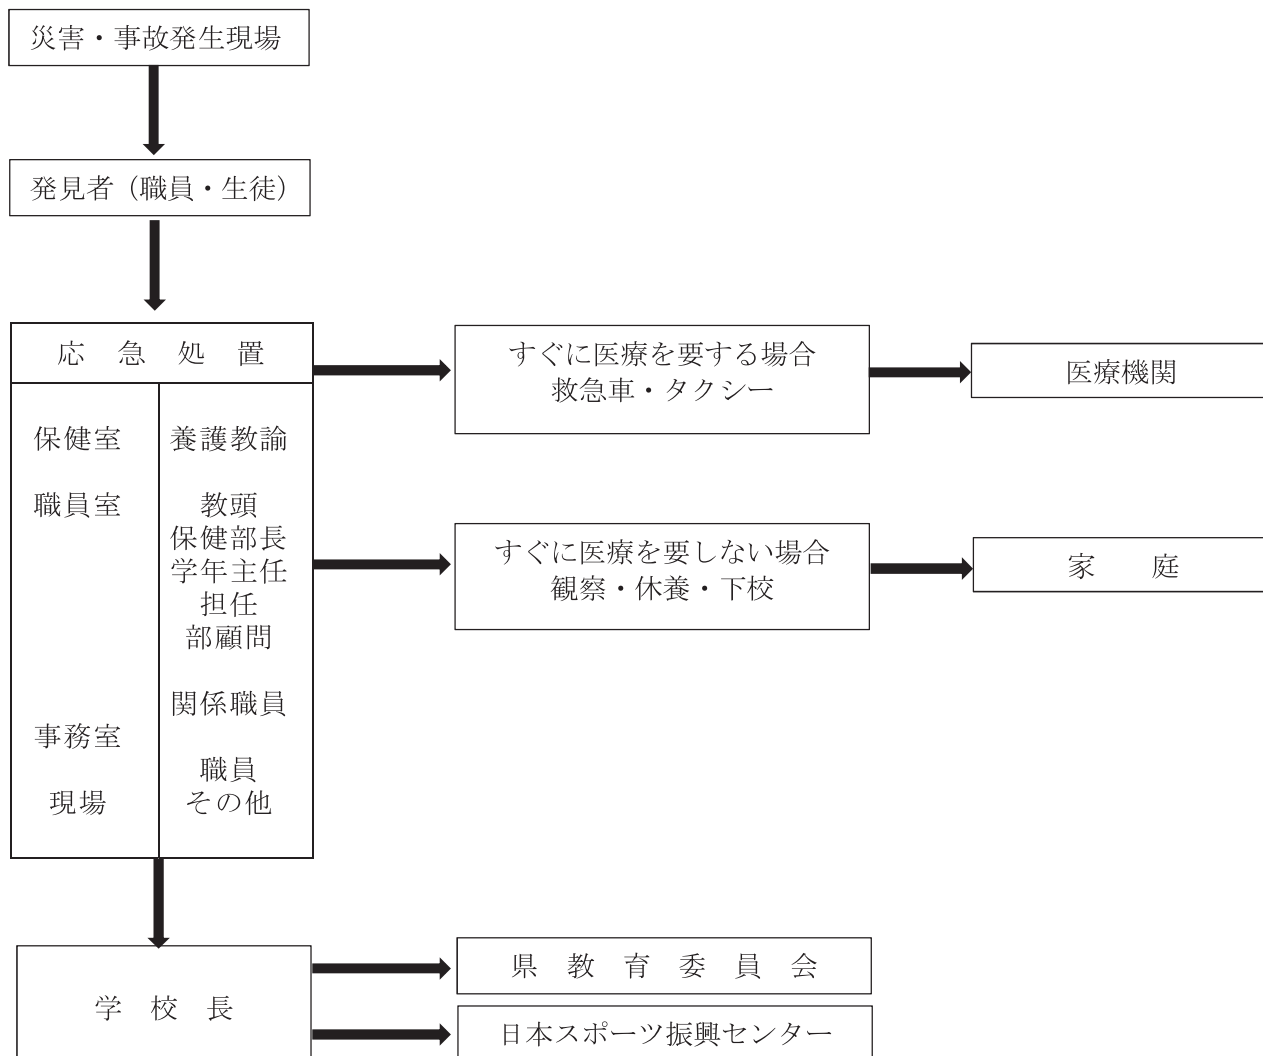 災害・事故発生現場
発見者（職員・生徒）
応　急　処　置
保健室
職員室
事務室
現場
養護教諭
教頭
保健部長
学年主任
担任
部顧問
関係職員
職員
その他
すぐに医療を要する場合
救急車・タクシー
医療機関
すぐに医療を要しない場合
観察・休養・下校
家　　庭
学　校　長
県　教　育　委　員　会
日本スポーツ振興センター